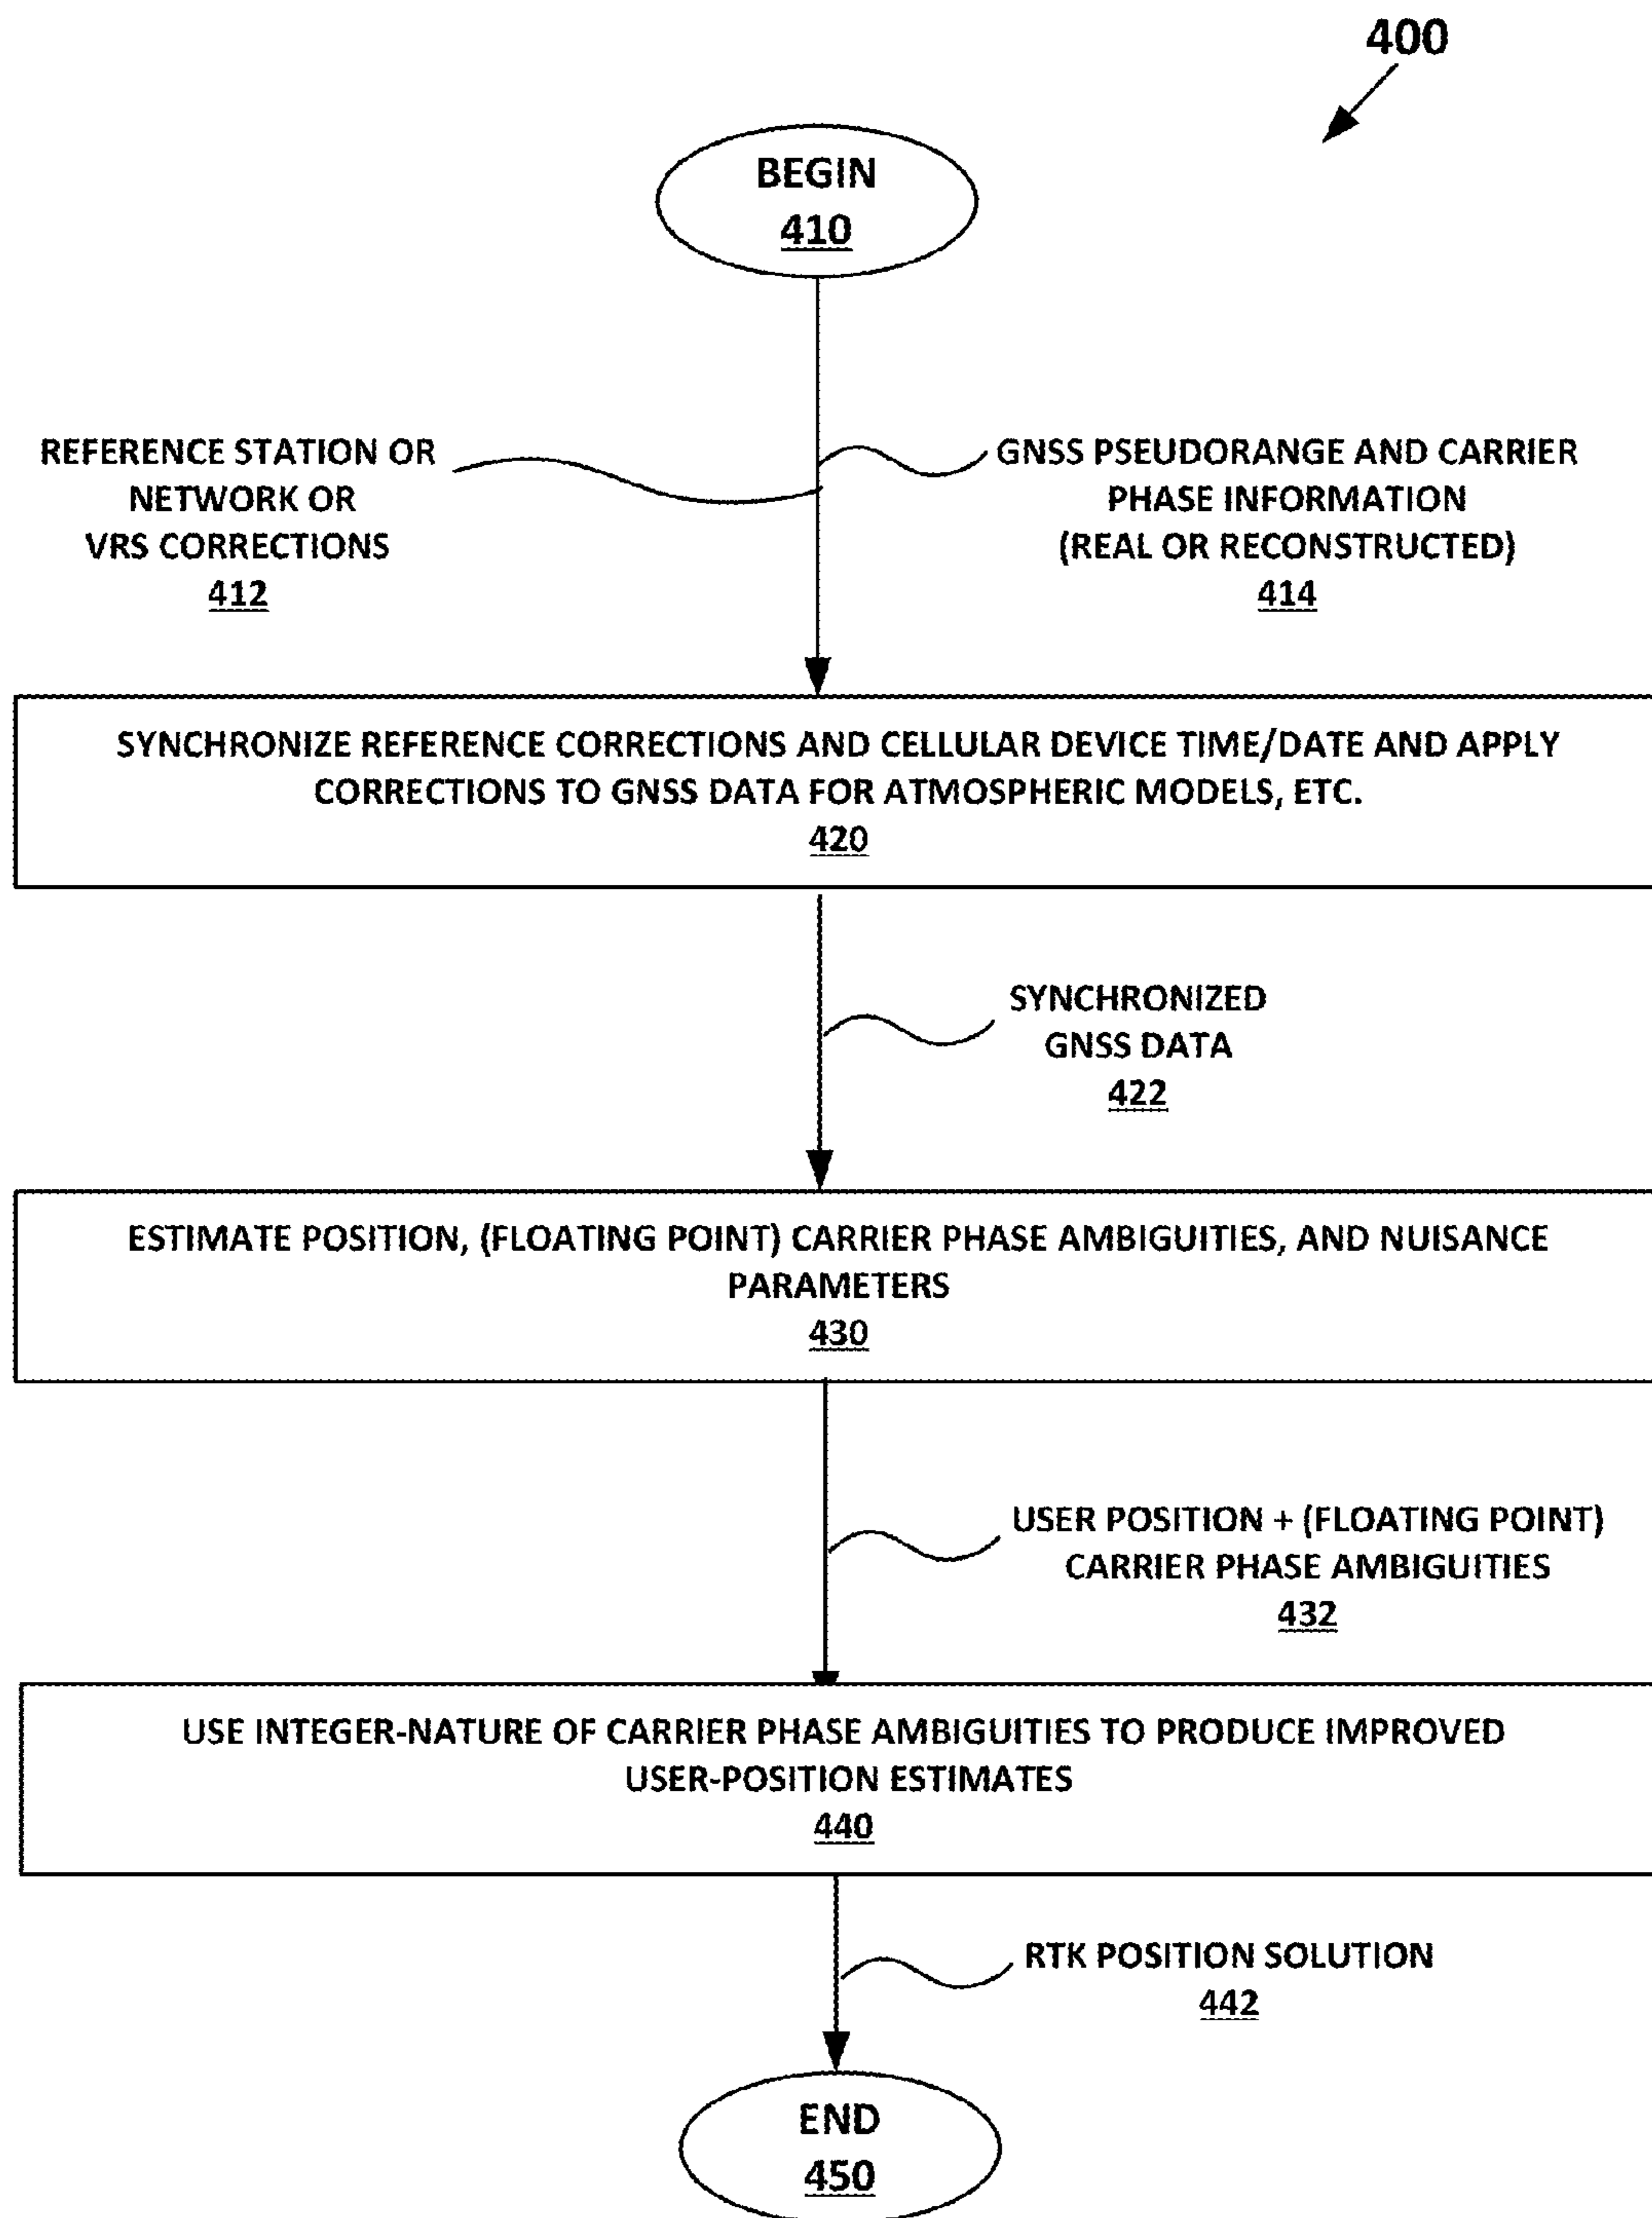 400
BEGIN
410
REFERENCE STATION OR
NETWORK OR
VRS CORRECTIONS
412
GNSS PSEUDORANGE AND CARRIER
PHASE INFORMATION
(REAL OR RECONSTRUCTED)
414
SYNCHRONIZE REFERENCE CORRECTIONS AND CELLULAR DEVICE TIME/DATE AND APPLY
CORRECTIONS TO GNSS DATA FOR ATMOSPHERIC MODELS, ETC.
420
SYNCHRONIZED
GNSS DATA
422
ESTIMATE POSITION, (FLOATING POINT) CARRIER PHASE AMBIGUITIES, AND NUISANCE
PARAMETERS
430
USER POSITION + (FLOATING POINT)
CARRIER PHASE AMBIGUITIES
432
USE INTEGER-NATURE OF CARRIER PHASE AMBIGUITIES TO PRODUCE IMPROVED
USER-POSITION ESTIMATES
440
RTK POSITION SOLUTION
442
END
450